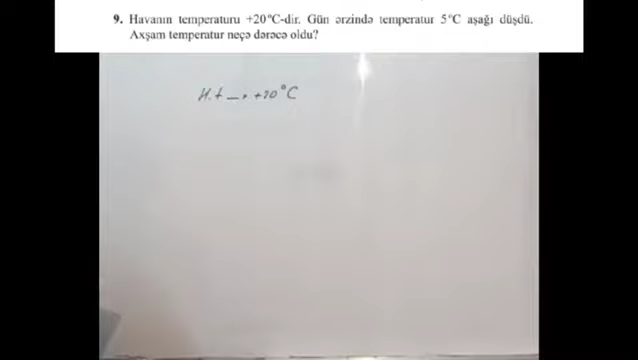 9. Havanın temperaturu +20°C-dir. Gün ərzində temperatur 5°C aşağı düşdü.
Axşam temperatur neçə dərəcə oldu?
H.t —. +20°C